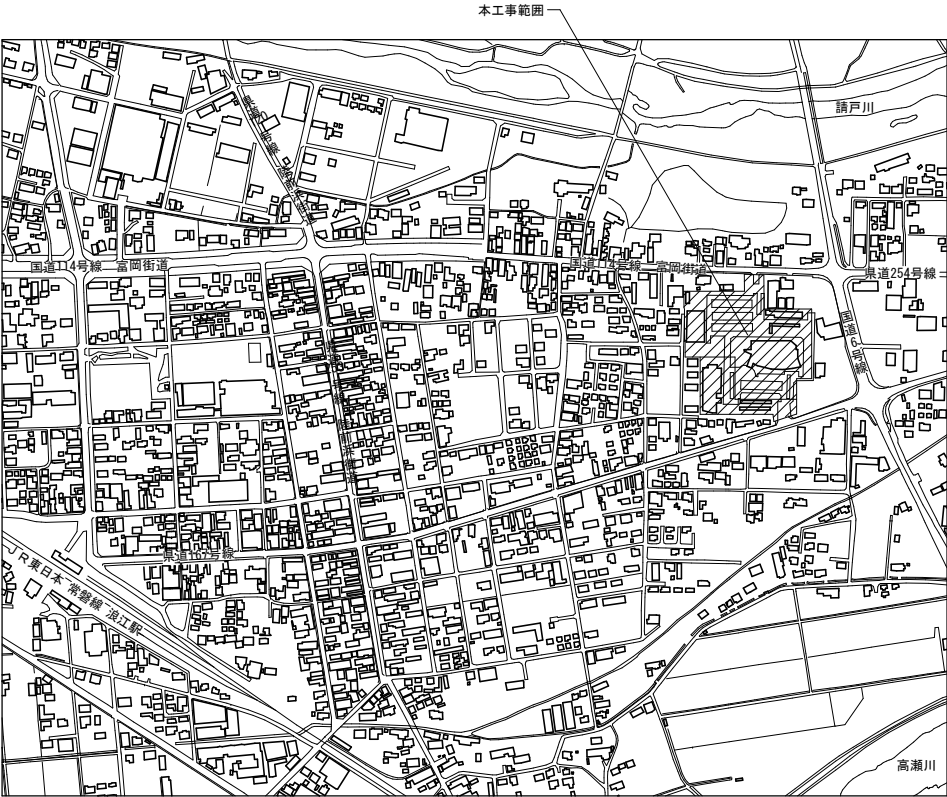 本工事範囲
請戸川
国道114号線 富岡街道
国道114号線 富岡街道
県道254号線
国道6号線
県道167号線
JR東日本 常磐線 浪江駅
高瀬川